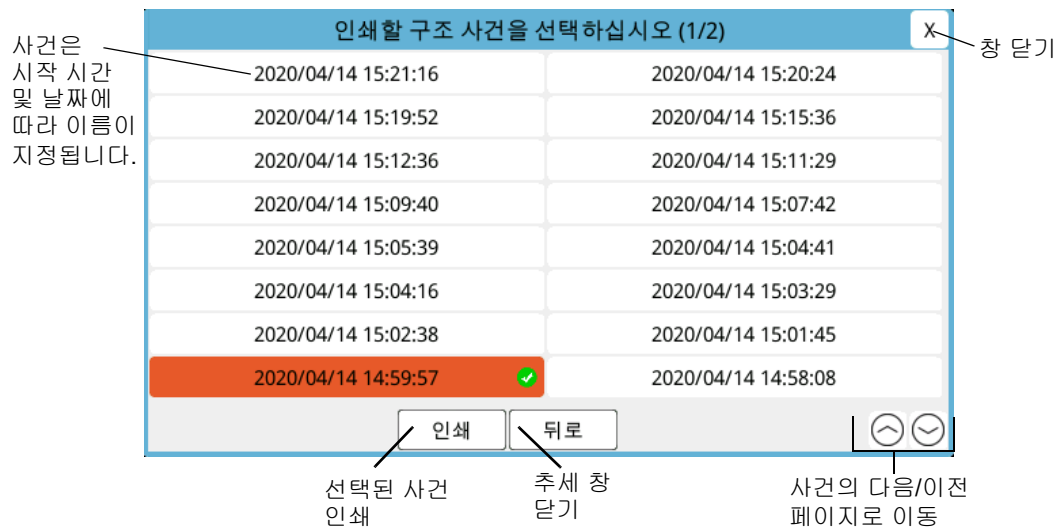 인쇄할 구조 사건을 선택하십시오 (1/2)
X
창 닫기
사건은
시작 시간
및 날짜에
따라 이름이
지정됩니다.
2020/04/14 15:21:16
2020/04/14 15:20:24
2020/04/14 15:19:52
2020/04/14 15:15:36
2020/04/14 15:12:36
2020/04/14 15:11:29
2020/04/14 15:09:40
2020/04/14 15:07:42
2020/04/14 15:05:39
2020/04/14 15:04:41
2020/04/14 15:04:16
2020/04/14 15:03:29
2020/04/14 15:02:38
2020/04/14 15:01:45
2020/04/14 14:59:57
2020/04/14 14:58:08
인쇄
뒤로
선택된 사건
인쇄
추세 창
닫기
사건의 다음/이전
페이지로 이동